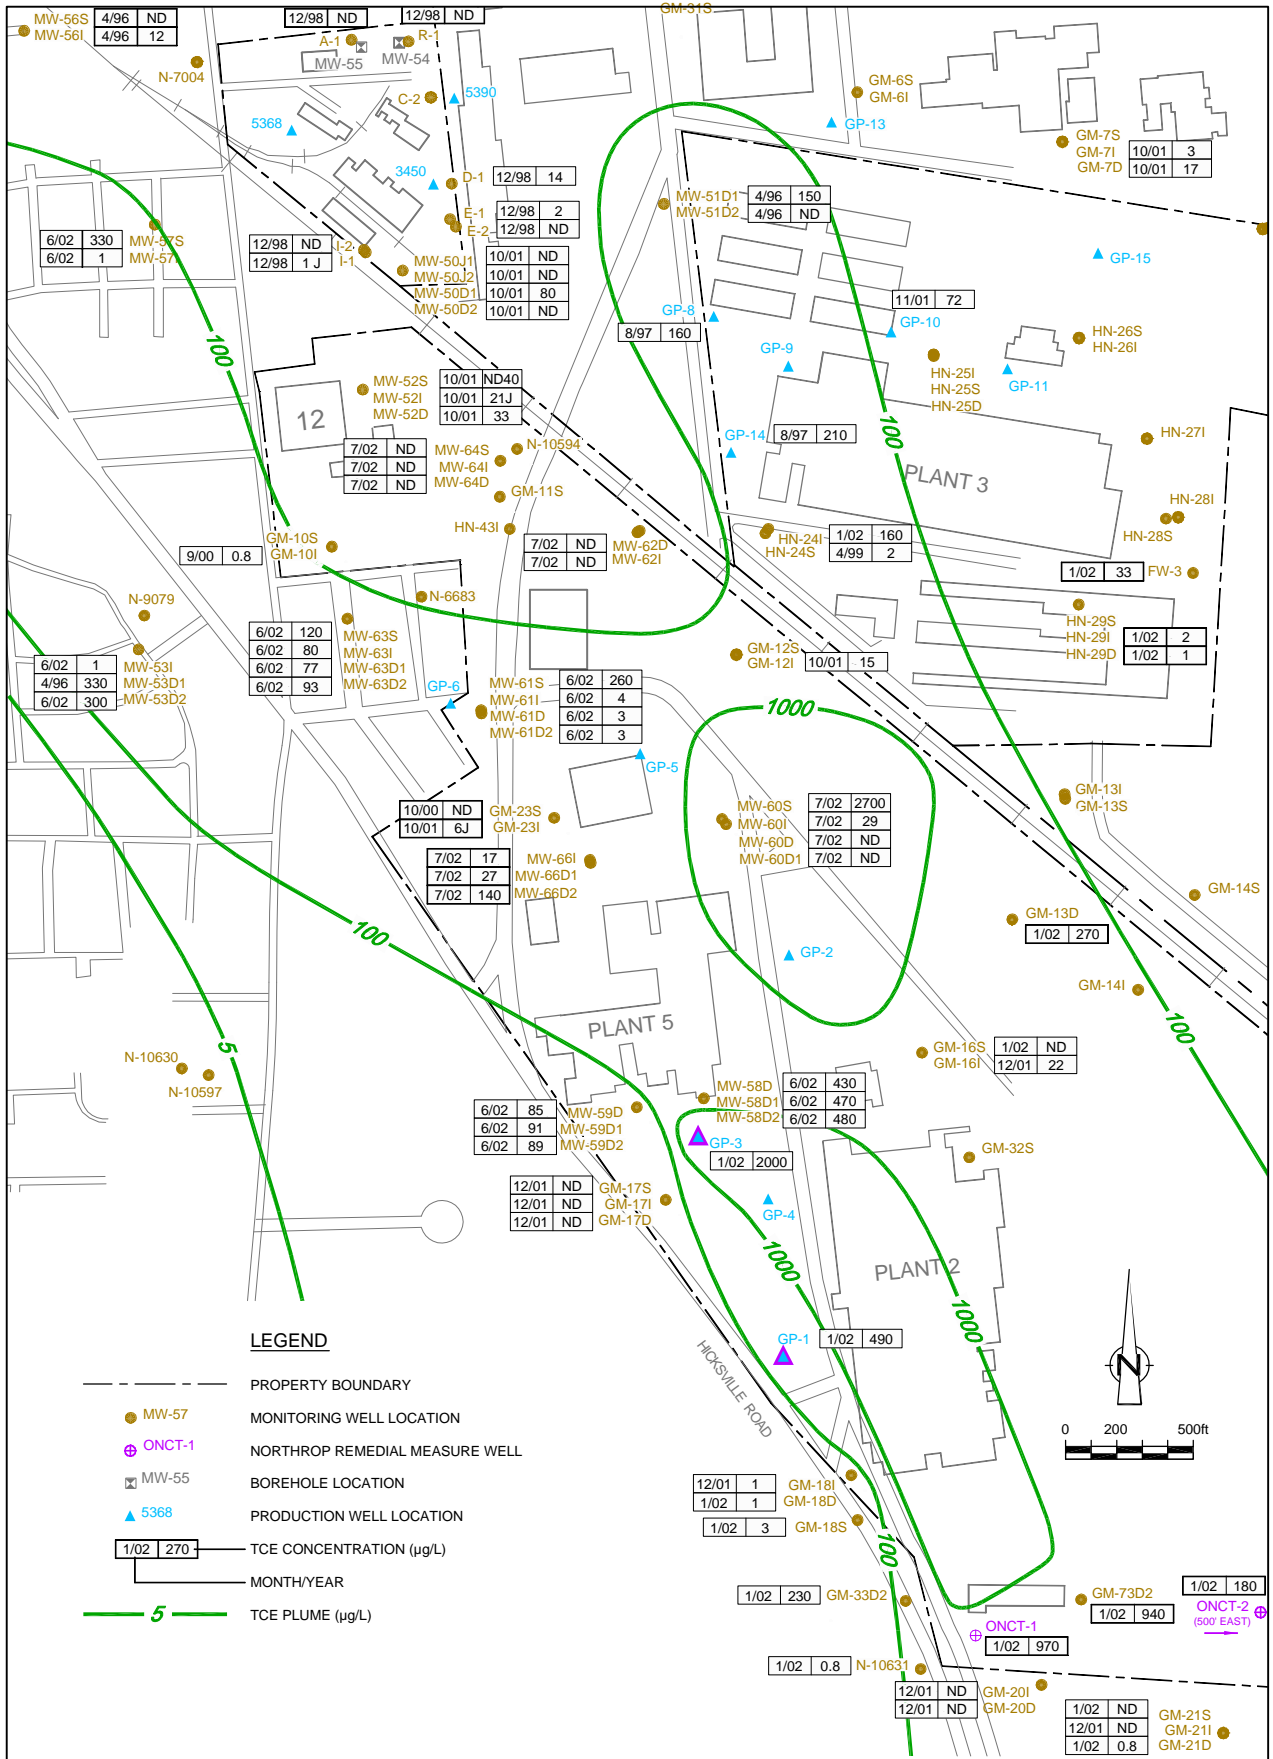 MW-56S 4/96 ND
MW-56I 4/96 12
12/98 ND
12/98 ND
GM-31S
A-1
R-1
MW-55
MW-54
N-7004
C-2
5390
5368
GM-6S
GM-6I
GP-13
GM-7S
GM-7I 10/01 3
GM-7D 10/01 17
3450
D-1 12/98 14
E-1 12/98 2
E-2 12/98 ND
MW-51D1 4/96 150
MW-51D2 4/96 ND
6/02 330 MW-57S
6/02 1 MW-57I
12/98 ND I-2
12/98 1 J I-1
MW-50J1 10/01 ND
MW-50J2 10/01 ND
MW-50D1 10/01 80
MW-50D2 10/01 ND
GP-15
GP-8
8/97 160
11/01 72
GP-10
HN-26S
HN-26I
GP-9
GP-11
HN-25I
HN-25S
HN-25D
100
100
12
MW-52S 10/01 ND40
MW-52I 10/01 21J
MW-52D 10/01 33
GP-14 8/97 210
HN-27I
7/02 ND MW-64S
7/02 ND MW-64I
7/02 ND MW-64D
N-10594
PLANT 3
GM-11S
HN-28I
HN-28S
HN-43I
GM-10S
GM-10I
9/00 0.8
7/02 ND MW-62D
7/02 ND MW-62I
HN-24I 1/02 160
HN-24S 4/99 2
1/02 33 FW-3
N-9079
N-6683
HN-29S
HN-29I 1/02 2
HN-29D 1/02 1
6/02 120 MW-63S
6/02 80 MW-63I
6/02 77 MW-63D1
6/02 93 MW-63D2
GM-12S
GM-12I 10/01 15
6/02 1 MW-53I
4/96 330 MW-53D1
6/02 300 MW-53D2
GP-6
MW-61S 6/02 260
MW-61I 6/02 4
MW-61D 6/02 3
MW-61D2 6/02 3
1000
GP-5
GM-13I
GM-13S
10/00 ND GM-23S
10/01 6J GM-23I
MW-60S 7/02 2700
MW-60I 7/02 29
MW-60D 7/02 ND
MW-60D1 7/02 ND
7/02 17 MW-66I
7/02 27 MW-66D1
7/02 140 MW-66D2
GM-14S
GM-13D
1/02 270
100
GP-2
GM-14I
PLANT 5
100
5
N-10630
N-10597
GM-16S 1/02 ND
GM-16I 12/01 22
MW-58D 6/02 430
MW-58D1 6/02 470
MW-58D2 6/02 480
6/02 85 MW-59D
6/02 91 MW-59D1
6/02 89 MW-59D2
GP-3
1/02 2000
GM-32S
12/01 ND GM-17S
12/01 ND GM-17I
12/01 ND GM-17D
GP-4
1000
PLANT 2
1000
GP-1 1/02 490
HICKSVILLE ROAD
N
0 200 500ft
LEGEND
PROPERTY BOUNDARY
MW-57 MONITORING WELL LOCATION
ONCT-1 NORTHROP REMEDIAL MEASURE WELL
MW-55 BOREHOLE LOCATION
5368 PRODUCTION WELL LOCATION
1/02 270 TCE CONCENTRATION (µg/L)
MONTH/YEAR
5 TCE PLUME (µg/L)
12/01 1 GM-18I
1/02 1 GM-18D
1/02 3 GM-18S
100
1/02 230 GM-33D2
GM-73D2
1/02 940
1/02 180
ONCT-2
(500' EAST)
ONCT-1
1/02 970
1/02 0.8 N-10631
12/01 ND GM-20I
12/01 ND GM-20D
1/02 ND GM-21S
12/01 ND GM-21I
1/02 0.8 GM-21D